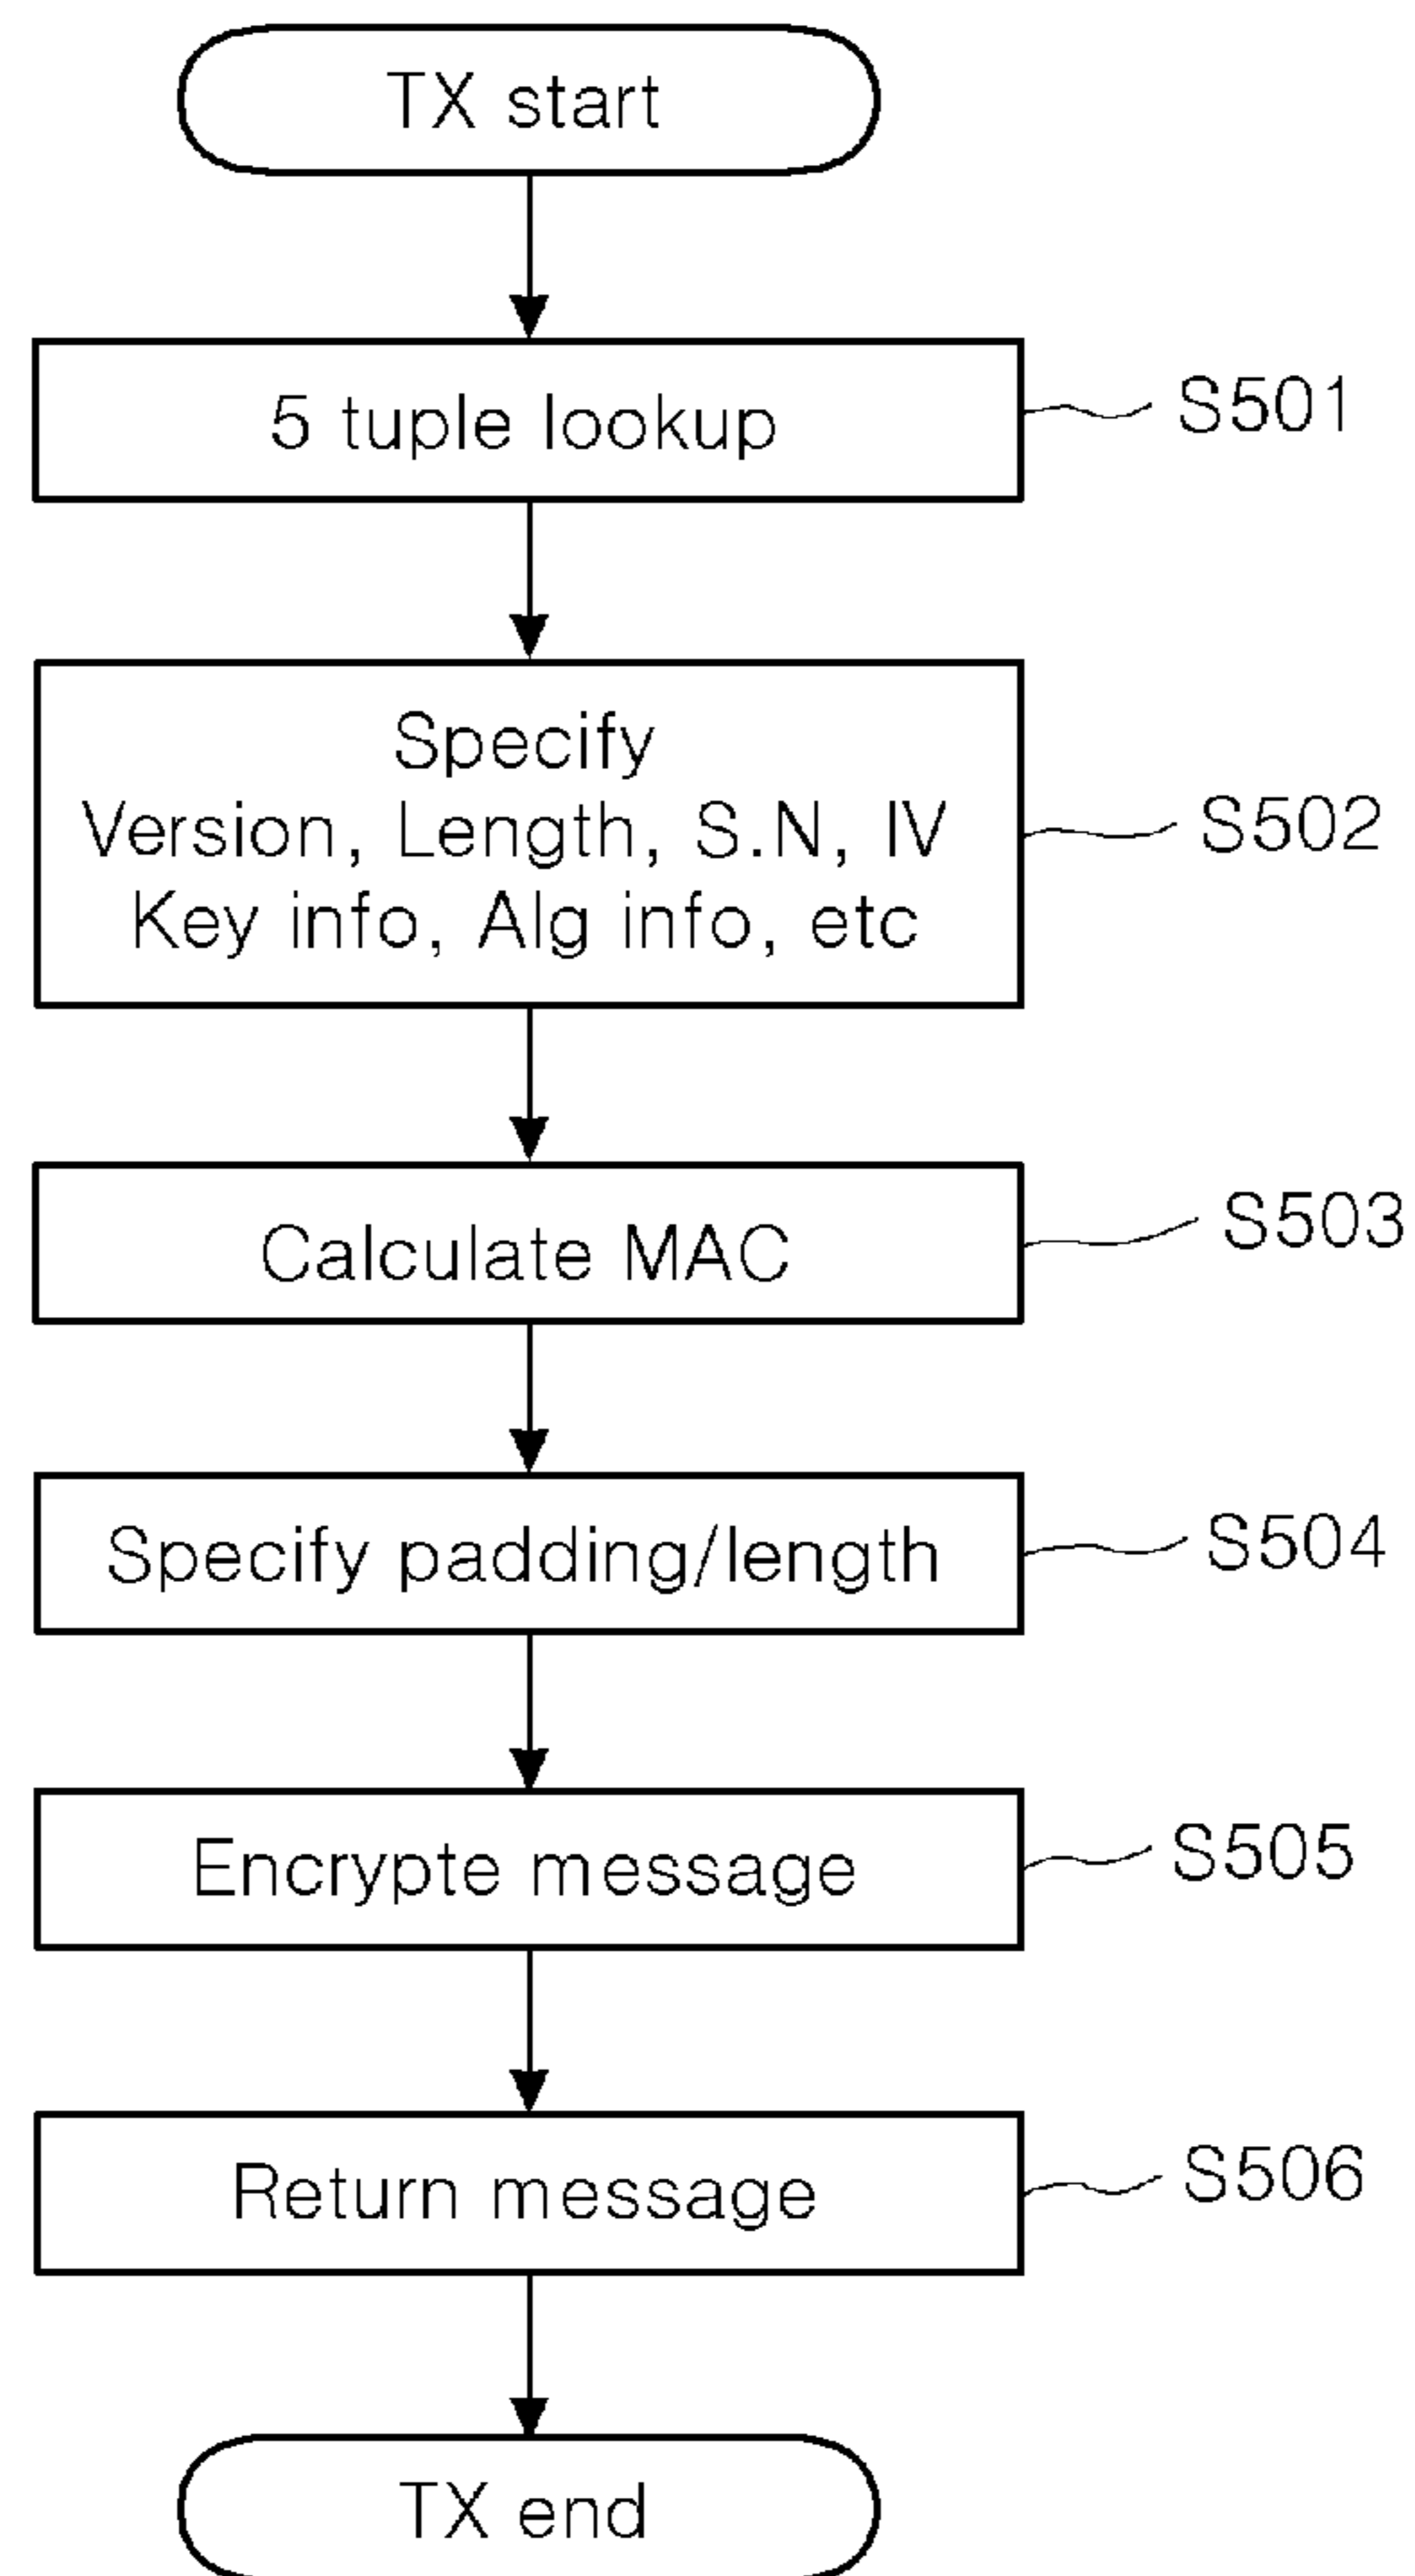 TX start
5 tuple lookup
S501
Specify
Version, Length, S.N, IV
Key info, Alg info, etc
S502
Calculate MAC
S503
Specify padding/length
S504
Encrypte message
S505
Return message
S506
TX end